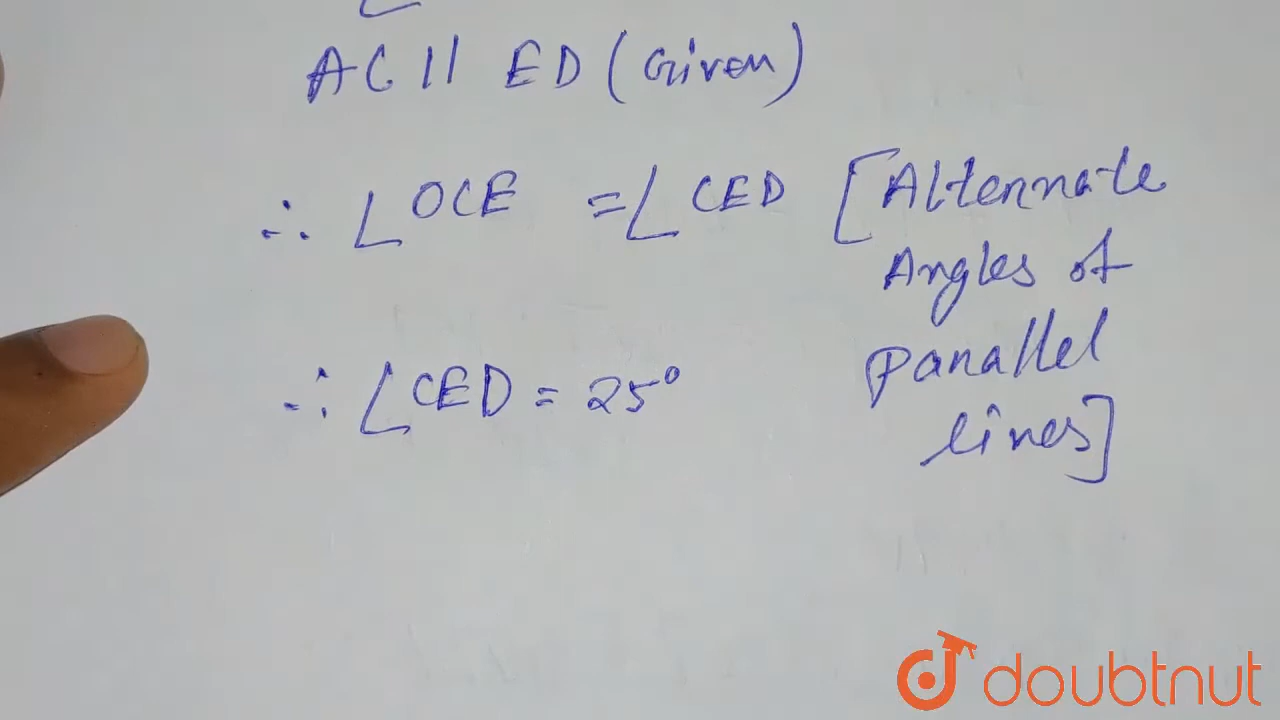 AC || ED (Given)
∴ ∠OCE = ∠CED [Alternate
Angles of
parallel
lines]
∴ ∠CED = 25°
doubtnut